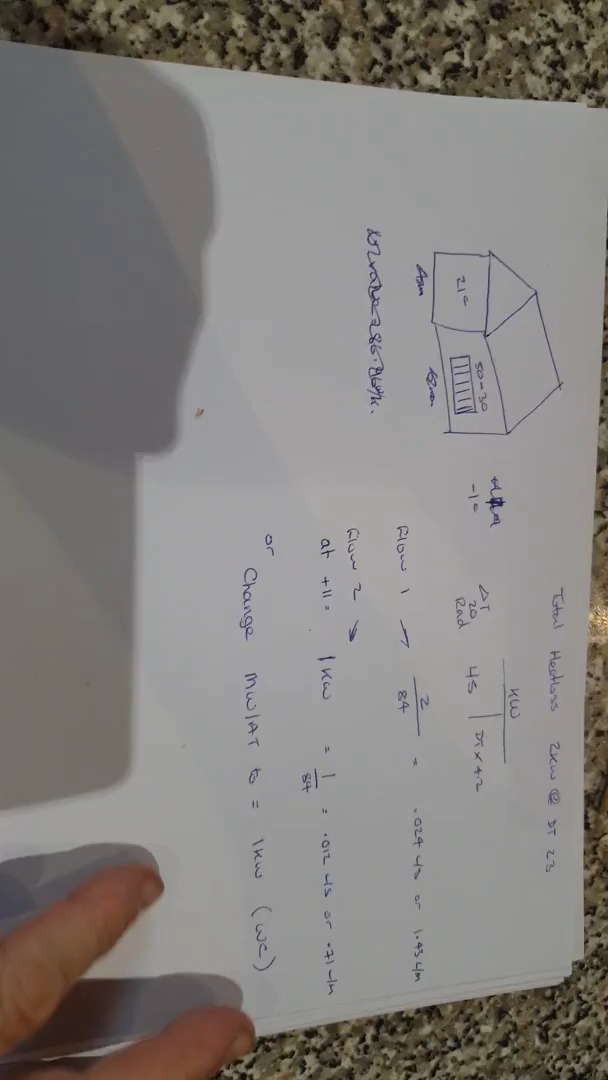 Total Heatloss 2KW @ DT 23
21°
50-30
-1°
ΔT
20
Rad
L/S
KW
DT x 4.2
Flow 1 → 2/84 = .024 L/S or 1.43 L/M
Flow 2 ↘
at +11° 1KW = 1/84 = .012 L/S or .71 L/M
or Change MW/AT to = 1KW (WC)